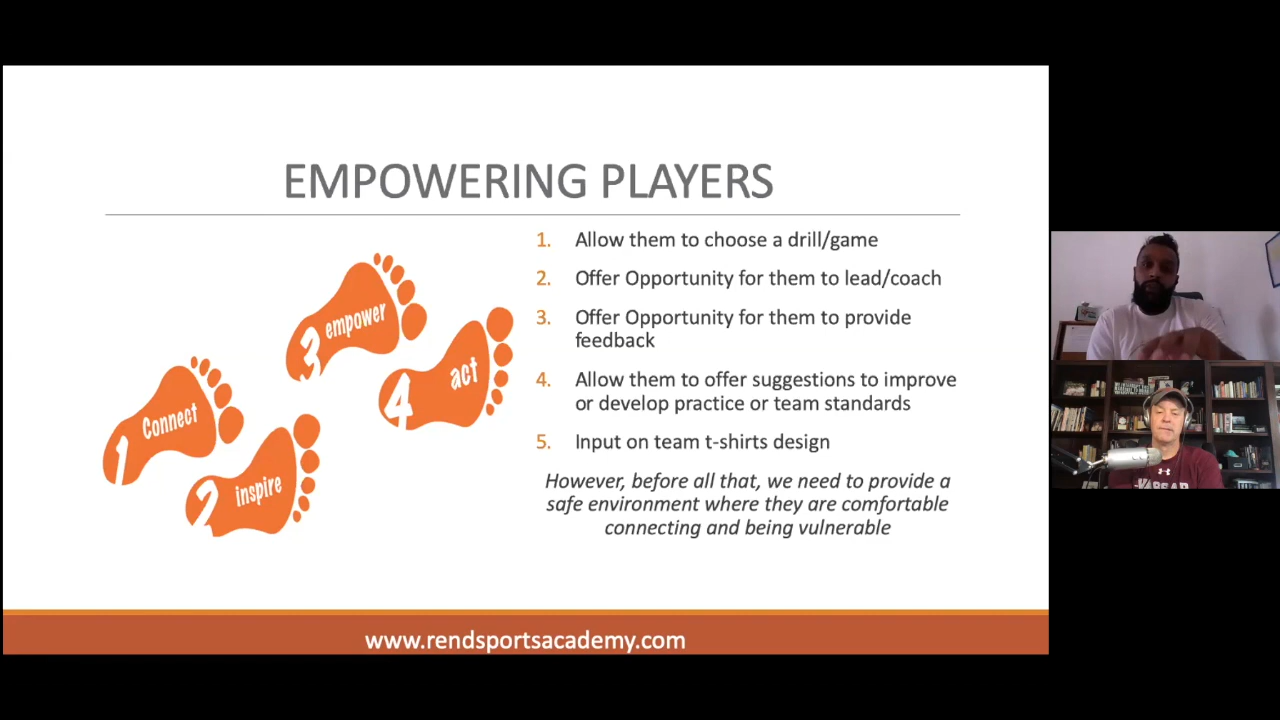 EMPOWERING PLAYERS
1. Allow them to choose a drill/game
2. Offer Opportunity for them to lead/coach
3. Offer Opportunity for them to provide
feedback
4. Allow them to offer suggestions to improve
or develop practice or team standards
5. Input on team t-shirts design
However, before all that, we need to provide a
safe environment where they are comfortable
connecting and being vulnerable
1 Connect
2 inspire
3 empower
4 act
www.rendsportsacademy.com
VASSAR